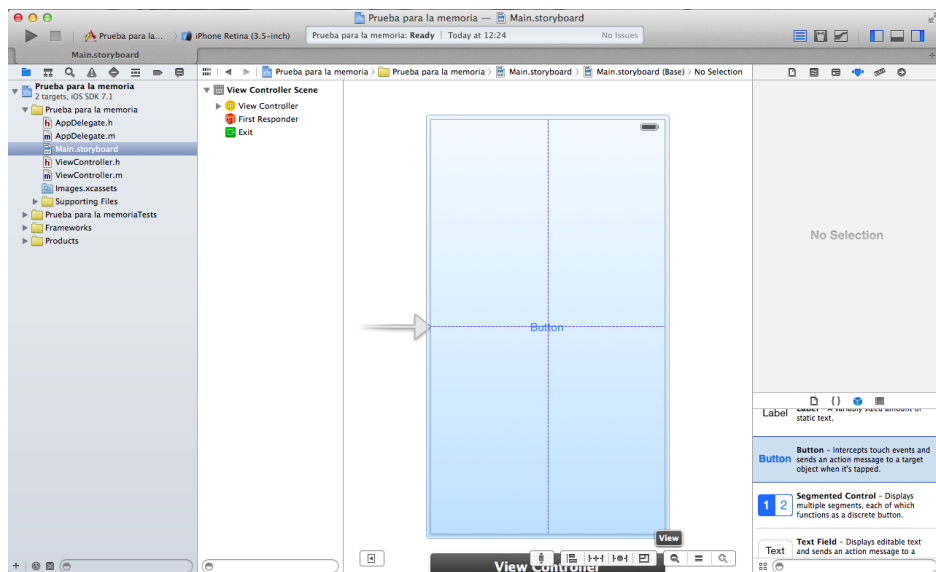 Prueba para la memoria — Main.storyboard
Prueba para la... iPhone Retina (3.5-inch)
Prueba para la memoria: Ready | Today at 12:24 No Issues
Main.storyboard
Prueba para la memoria Prueba para la memoria Main.storyboard Main.storyboard (Base) No Selection
Prueba para la memoria
2 targets, iOS SDK 7.1
Prueba para la memoria
AppDelegate.h
AppDelegate.m
Main.storyboard
ViewController.h
ViewController.m
Images.xcassets
Supporting Files
Prueba para la memoriaTests
Frameworks
Products
View Controller Scene
View Controller
First Responder
Exit
Button
View
View Controller
No Selection
Label
Label – A variably sized amount of
static text.
Button
Button – Intercepts touch events and
sends an action message to a target
object when it's tapped.
1 2
Segmented Control – Displays
multiple segments, each of which
functions as a discrete button.
Text
Text Field – Displays editable text
and sends an action message to a